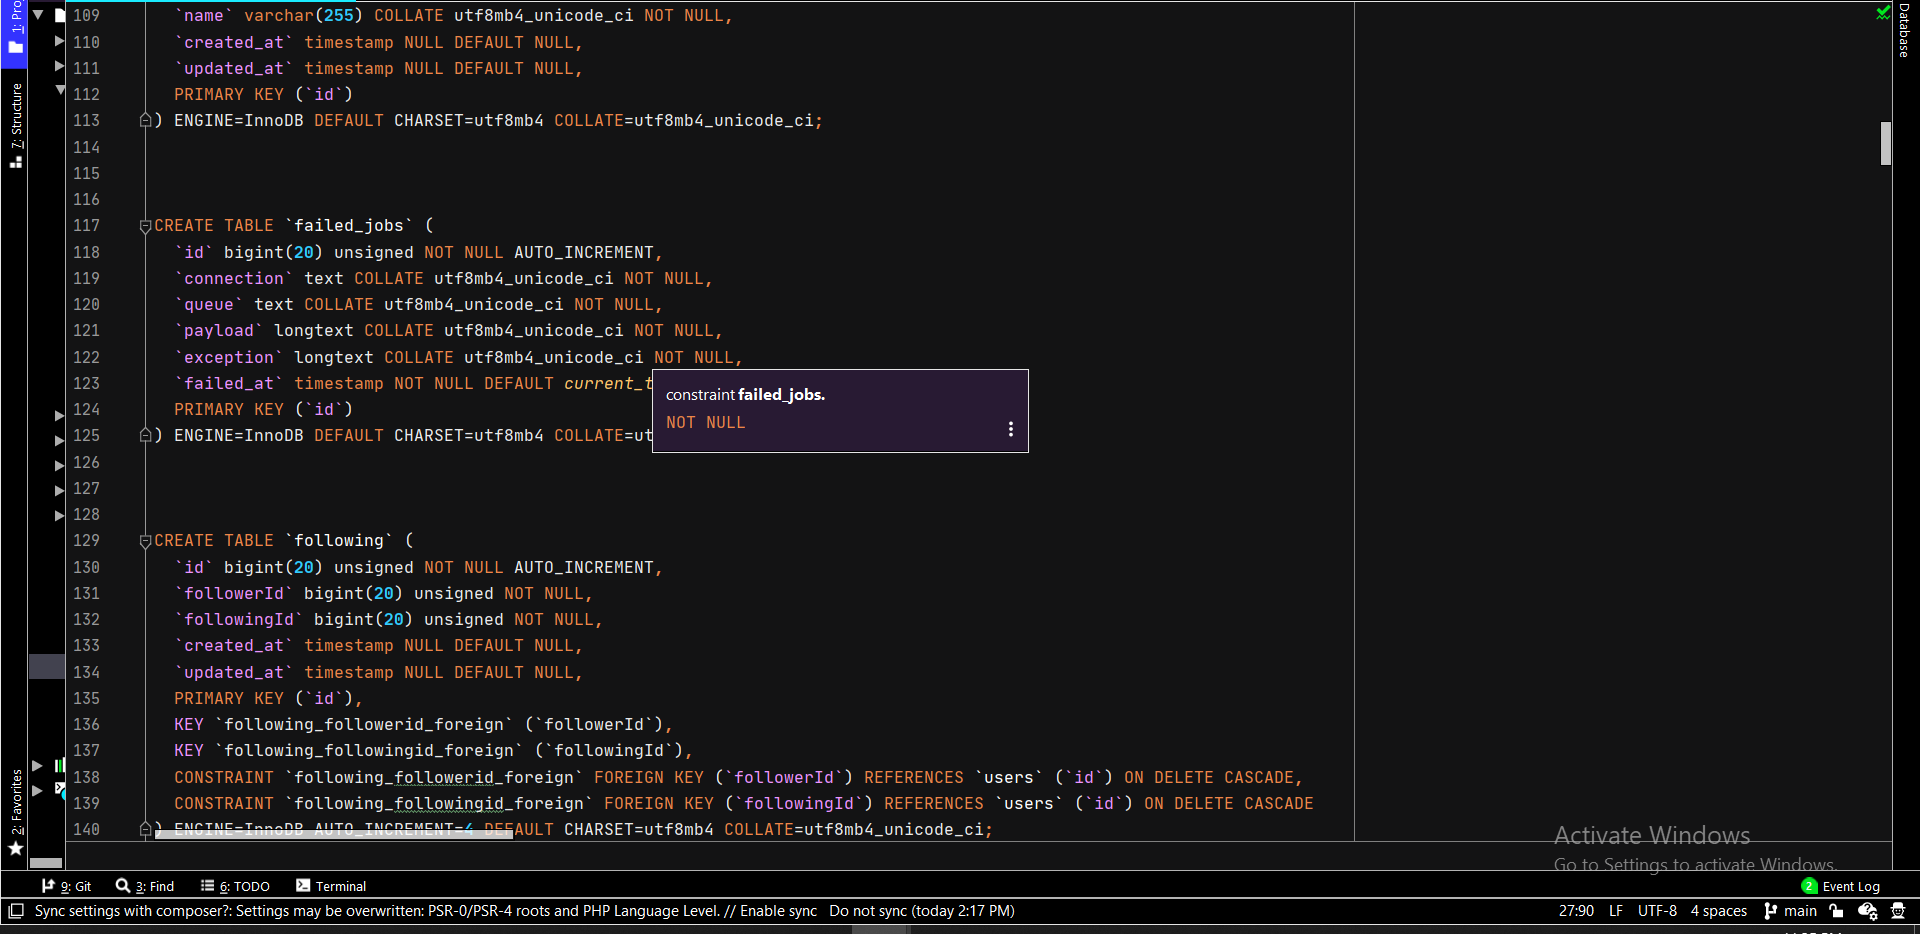 1: Pro
7: Structure
2: Favorites
Database
109 `name` varchar(255) COLLATE utf8mb4_unicode_ci NOT NULL,
110 `created_at` timestamp NULL DEFAULT NULL,
111 `updated_at` timestamp NULL DEFAULT NULL,
112 PRIMARY KEY (`id`)
113 ) ENGINE=InnoDB DEFAULT CHARSET=utf8mb4 COLLATE=utf8mb4_unicode_ci;
114
115
116
117 CREATE TABLE `failed_jobs` (
118 `id` bigint(20) unsigned NOT NULL AUTO_INCREMENT,
119 `connection` text COLLATE utf8mb4_unicode_ci NOT NULL,
120 `queue` text COLLATE utf8mb4_unicode_ci NOT NULL,
121 `payload` longtext COLLATE utf8mb4_unicode_ci NOT NULL,
122 `exception` longtext COLLATE utf8mb4_unicode_ci NOT NULL,
123 `failed_at` timestamp NOT NULL DEFAULT current_t
constraint failed_jobs.
NOT NULL
124 PRIMARY KEY (`id`)
125 ) ENGINE=InnoDB DEFAULT CHARSET=utf8mb4 COLLATE=ut
126
127
128
129 CREATE TABLE `following` (
130 `id` bigint(20) unsigned NOT NULL AUTO_INCREMENT,
131 `followerId` bigint(20) unsigned NOT NULL,
132 `followingId` bigint(20) unsigned NOT NULL,
133 `created_at` timestamp NULL DEFAULT NULL,
134 `updated_at` timestamp NULL DEFAULT NULL,
135 PRIMARY KEY (`id`),
136 KEY `following_followerid_foreign` (`followerId`),
137 KEY `following_followingid_foreign` (`followingId`),
138 CONSTRAINT `following_followerid_foreign` FOREIGN KEY (`followerId`) REFERENCES `users` (`id`) ON DELETE CASCADE,
139 CONSTRAINT `following_followingid_foreign` FOREIGN KEY (`followingId`) REFERENCES `users` (`id`) ON DELETE CASCADE
140 ) ENGINE=InnoDB AUTO_INCREMENT=4 DEFAULT CHARSET=utf8mb4 COLLATE=utf8mb4_unicode_ci;
Activate Windows
Go to Settings to activate Windows.
9: Git 3: Find 6: TODO Terminal 2 Event Log
Sync settings with composer?: Settings may be overwritten: PSR-0/PSR-4 roots and PHP Language Level. // Enable sync Do not sync (today 2:17 PM) 27:90 LF UTF-8 4 spaces main